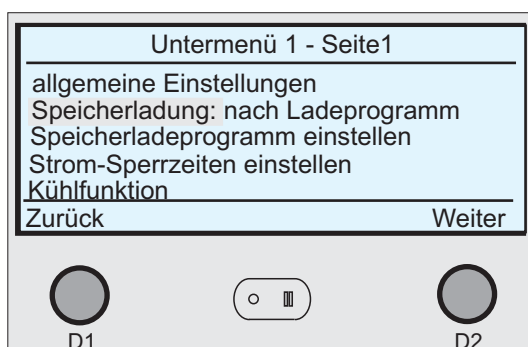 Untermenü 1 - Seite1
allgemeine Einstellungen
Speicherladung: nach Ladeprogramm
Speicherladeprogramm einstellen
Strom-Sperrzeiten einstellen
Kühlfunktion
Zurück Weiter
D1 D2